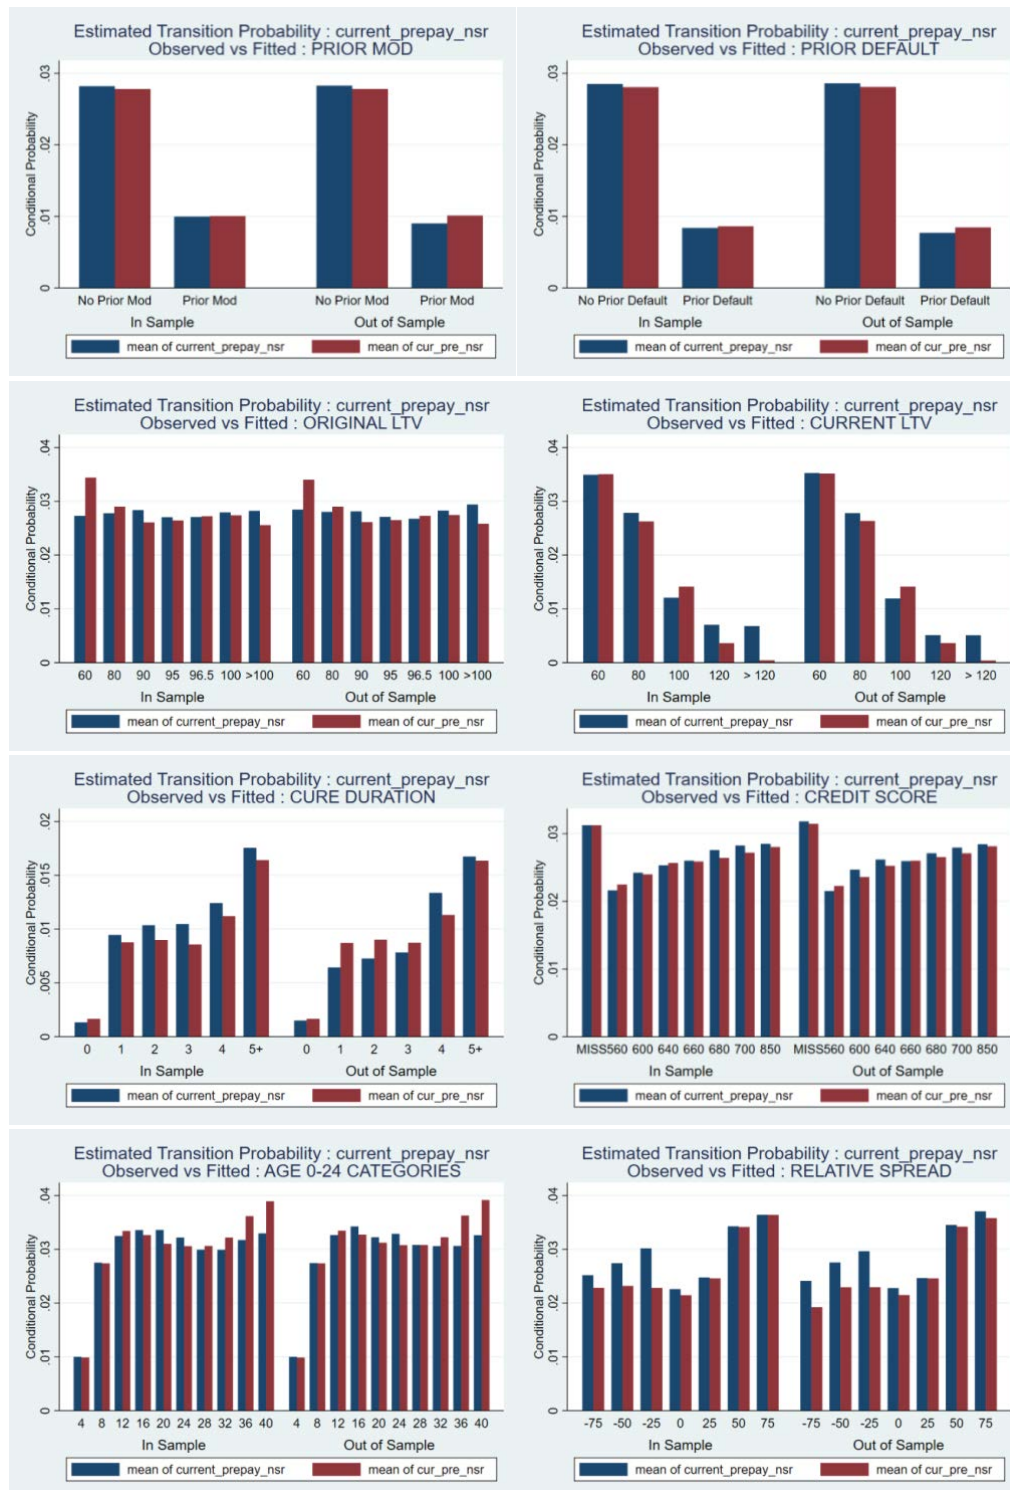 Estimated Transition Probability : current_prepay_nsr
Observed vs Fitted : PRIOR MOD
Conditional Probability
0 .01 .02 .03
No Prior Mod Prior Mod No Prior Mod Prior Mod
In Sample Out of Sample
mean of current_prepay_nsr mean of cur_pre_nsr
Estimated Transition Probability : current_prepay_nsr
Observed vs Fitted : PRIOR DEFAULT
Conditional Probability
0 .01 .02 .03
No Prior Default Prior Default No Prior Default Prior Default
In Sample Out of Sample
mean of current_prepay_nsr mean of cur_pre_nsr
Estimated Transition Probability : current_prepay_nsr
Observed vs Fitted : ORIGINAL LTV
Conditional Probability
0 .01 .02 .03 .04
60 80 90 95 96.5 100 >100 60 80 90 95 96.5 100 >100
In Sample Out of Sample
mean of current_prepay_nsr mean of cur_pre_nsr
Estimated Transition Probability : current_prepay_nsr
Observed vs Fitted : CURRENT LTV
Conditional Probability
0 .01 .02 .03 .04
60 80 100 120 > 120 60 80 100 120 > 120
In Sample Out of Sample
mean of current_prepay_nsr mean of cur_pre_nsr
Estimated Transition Probability : current_prepay_nsr
Observed vs Fitted : CURE DURATION
Conditional Probability
0 .005 .01 .015 .02
0 1 2 3 4 5+ 0 1 2 3 4 5+
In Sample Out of Sample
mean of current_prepay_nsr mean of cur_pre_nsr
Estimated Transition Probability : current_prepay_nsr
Observed vs Fitted : CREDIT SCORE
Conditional Probability
0 .01 .02 .03
MISS560 600 640 660 680 700 850 MISS560 600 640 660 680 700 850
In Sample Out of Sample
mean of current_prepay_nsr mean of cur_pre_nsr
Estimated Transition Probability : current_prepay_nsr
Observed vs Fitted : AGE 0-24 CATEGORIES
Conditional Probability
0 .01 .02 .03 .04
4 8 12 16 20 24 28 32 36 40 4 8 12 16 20 24 28 32 36 40
In Sample Out of Sample
mean of current_prepay_nsr mean of cur_pre_nsr
Estimated Transition Probability : current_prepay_nsr
Observed vs Fitted : RELATIVE SPREAD
Conditional Probability
0 .01 .02 .03 .04
-75 -50 -25 0 25 50 75 -75 -50 -25 0 25 50 75
In Sample Out of Sample
mean of current_prepay_nsr mean of cur_pre_nsr